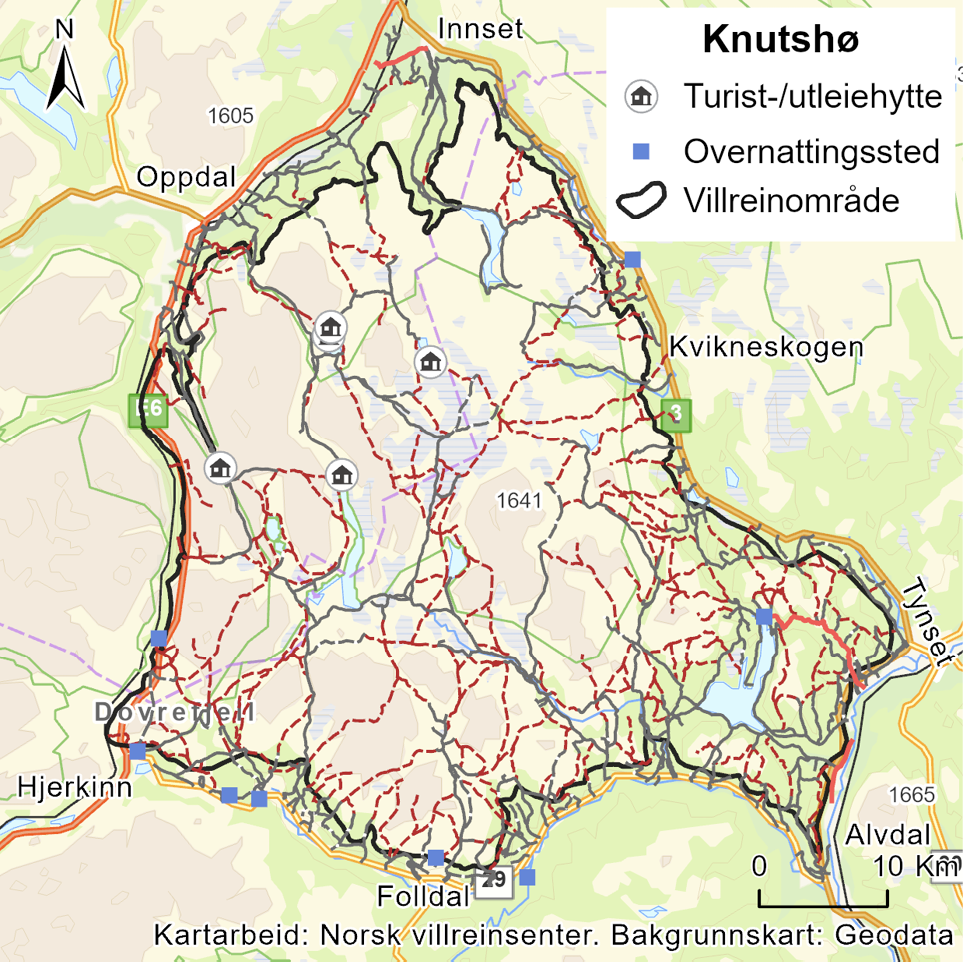 N
Innset
Knutshø
Turist-/utleiehytte
Overnattingssted
Villreinområde
1605
Oppdal
Kvikneskogen
E6
3
1641
Tynset
Dovrefjell
Hjerkinn
1665
Alvdal
0 10 Km
29
Folldal
Kartarbeid: Norsk villreinsenter. Bakgrunnskart: Geodata